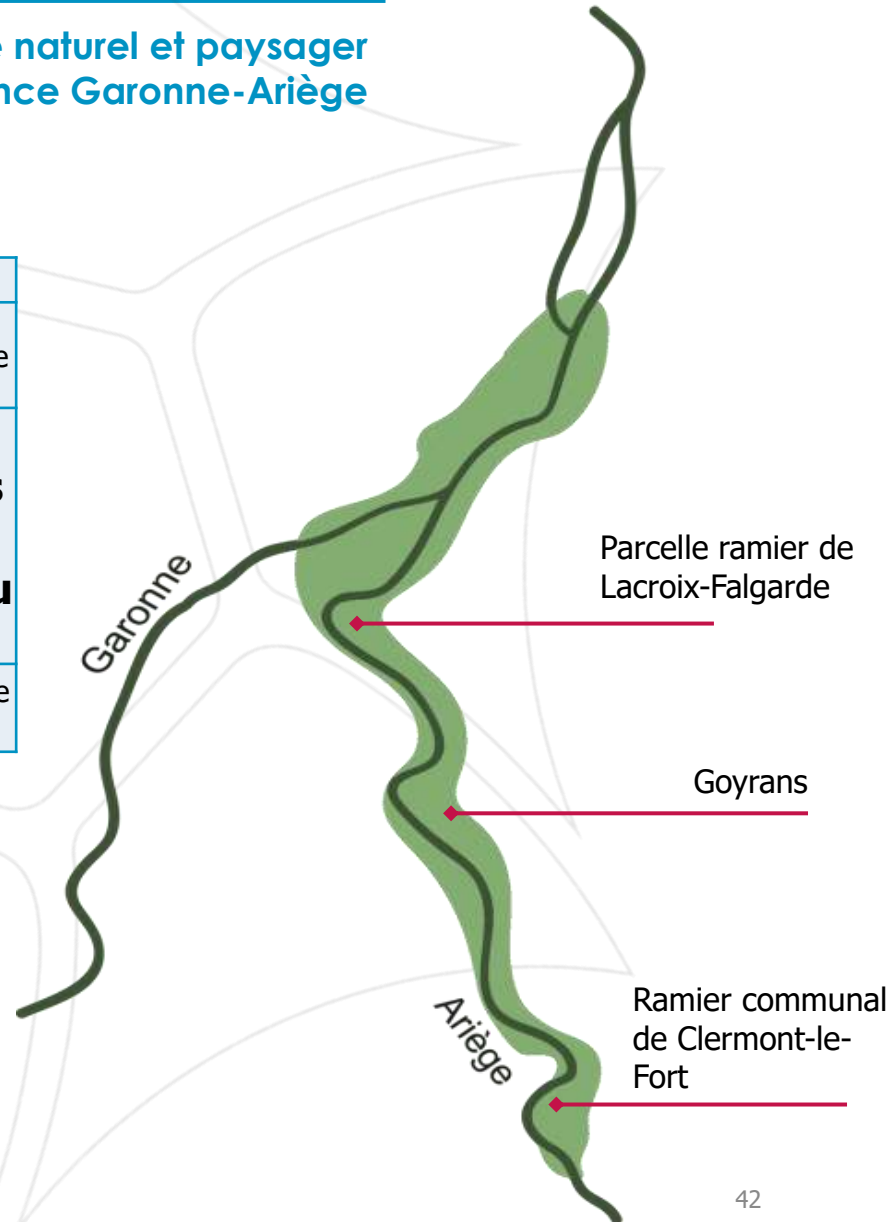 naturel et paysager
Garonne-Ariège
Garonne
Parcelle ramier de
Lacroix-Falgarde
Goyrans
Ariège
Ramier communal
de Clermont-le-
Fort
42